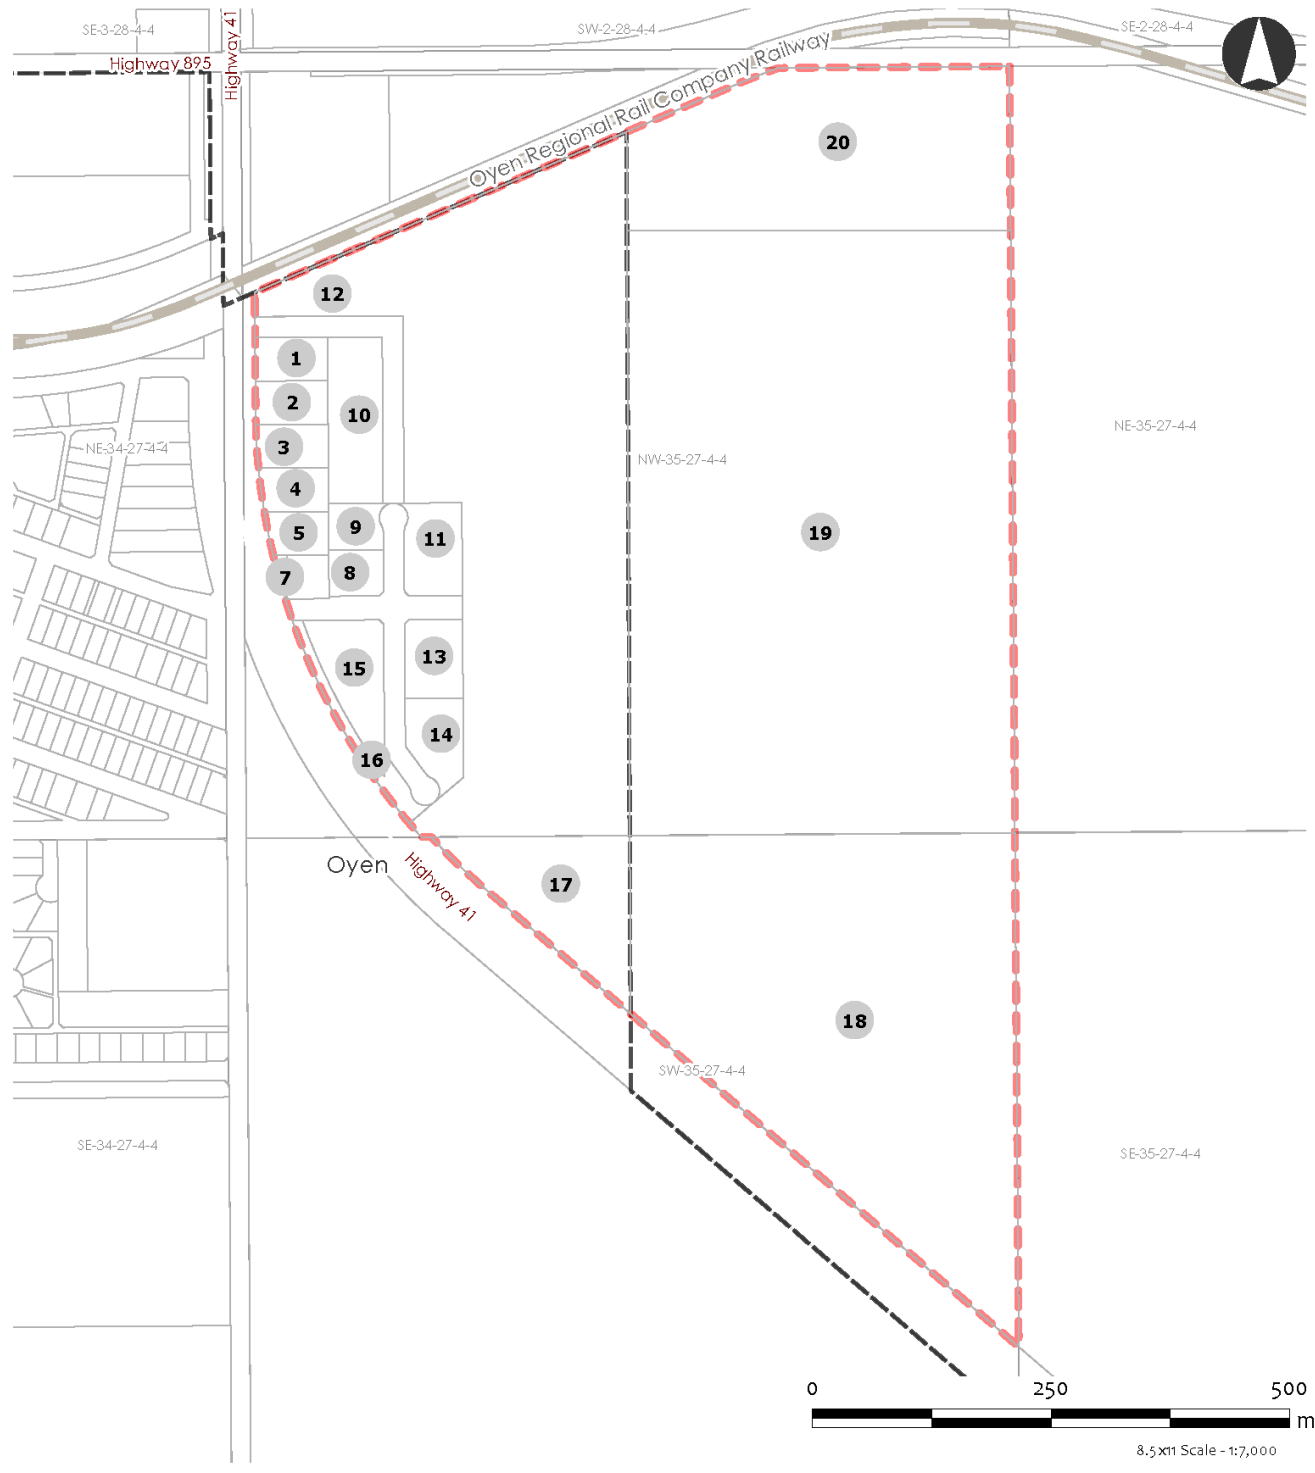 SE-3-28-4-4
Highway 41
SW-2-28-4-4
SE-2-28-4-4
Highway 895
Oyen Regional Rail Company Railway
20
12
1
2
10
3
NE-34-27-4-4
NW-35-27-4-4
NE-35-27-4-4
4
9
5
11
19
8
7
13
15
14
16
Oyen
Highway 41
17
18
SW-35-27-4-4
SE-34-27-4-4
SE-35-27-4-4
0 250 500
m
8.5x11 Scale - 1:7,000